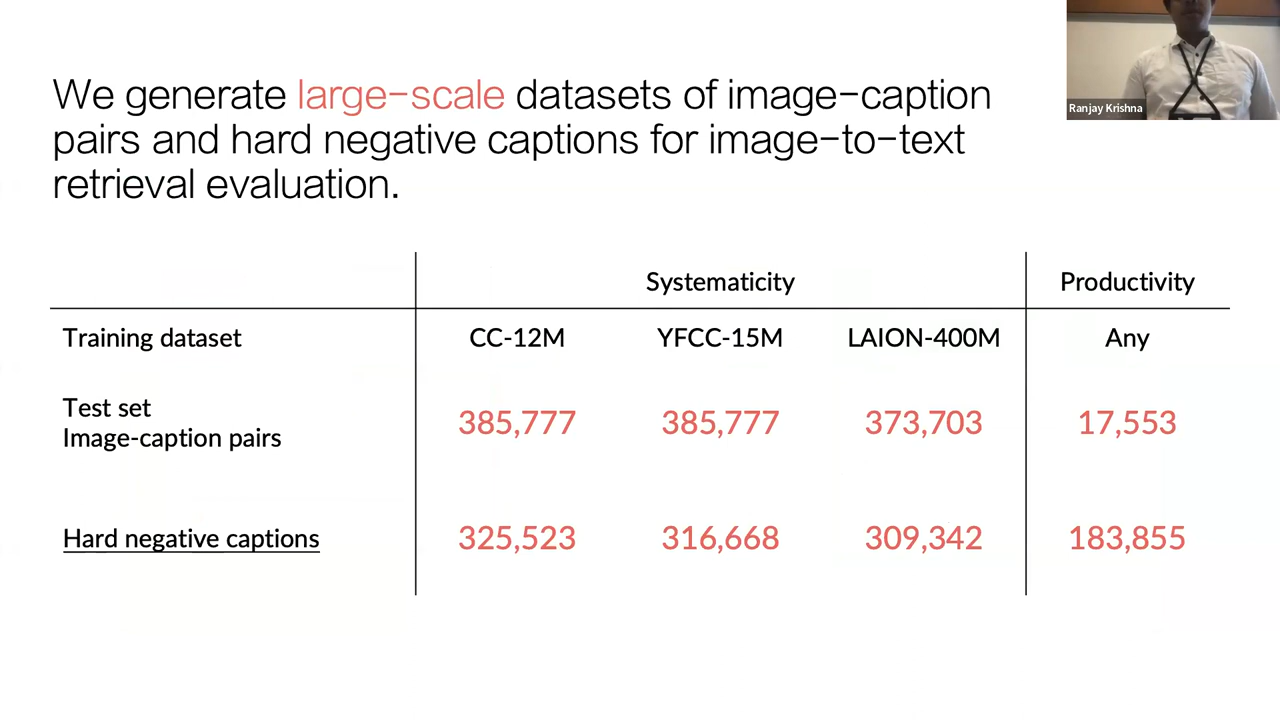 We generate large-scale datasets of image-caption
pairs and hard negative captions for image-to-text
retrieval evaluation.
Ranjay Krishna
Systematicity Productivity
Training dataset CC-12M YFCC-15M LAION-400M Any
Test set
Image-caption pairs 385,777 385,777 373,703 17,553
Hard negative captions 325,523 316,668 309,342 183,855